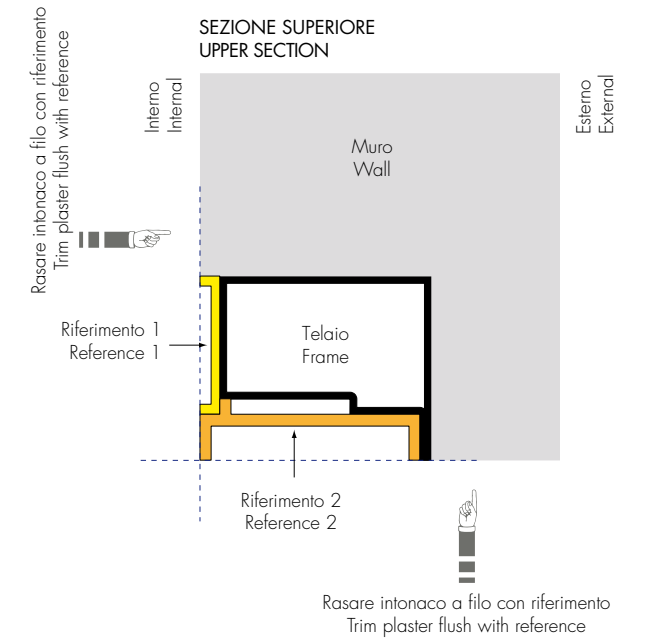 SEZIONE SUPERIORE
UPPER SECTION
Rasare intonaco a filo con riferimento
Trim plaster flush with reference
Interno
Internal
Esterno
External
Muro
Wall
Riferimento 1
Reference 1
Telaio
Frame
Riferimento 2
Reference 2
Rasare intonaco a filo con riferimento
Trim plaster flush with reference